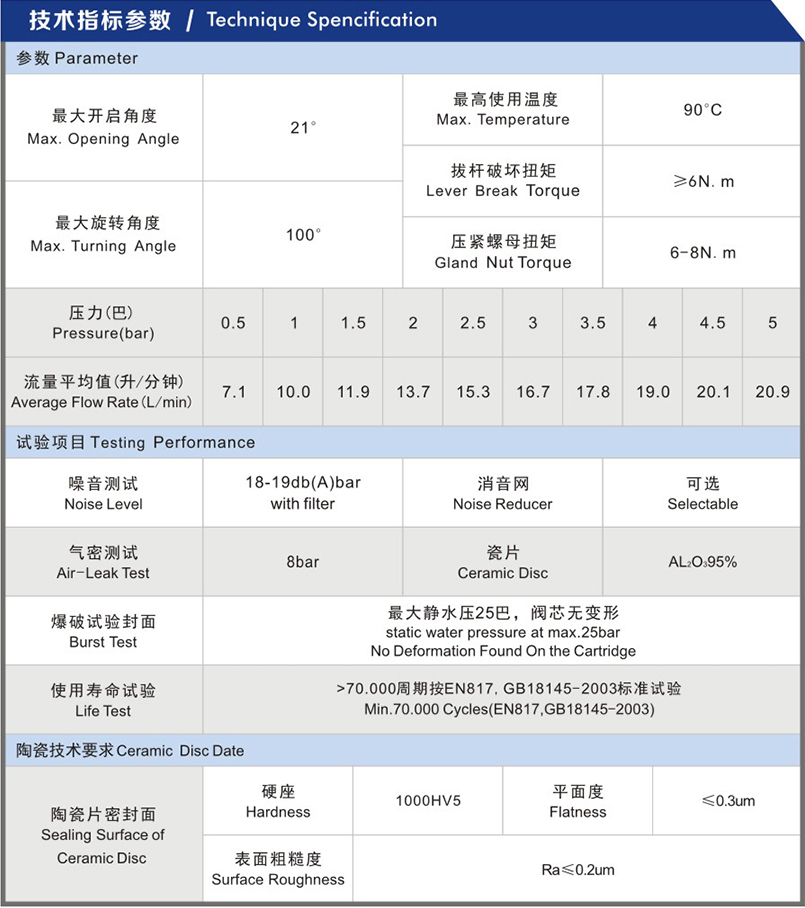 技术指标参数 / Technique Spencification
参数 Parameter
最大开启角度
Max. Opening Angle
21°
最高使用温度
Max. Temperature
90°C
拔杆破坏扭矩
Lever Break Torque
≥6N. m
最大旋转角度
Max. Turning Angle
100°
压紧螺母扭矩
Gland Nut Torque
6-8N. m
压力(巴)
Pressure(bar)
0.5 1 1.5 2 2.5 3 3.5 4 4.5 5
流量平均值(升/分钟)
Average Flow Rate(L/min)
7.1 10.0 11.9 13.7 15.3 16.7 17.8 19.0 20.1 20.9
试验项目 Testing Performance
噪音测试
Noise Level
18-19db(A)bar
with filter
消音网
Noise Reducer
可选
Selectable
气密测试
Air-Leak Test
8bar
瓷片
Ceramic Disc
AL₂O₃95%
爆破试验封面
Burst Test
最大静水压25巴，阀芯无变形
static water pressure at max.25bar
No Deformation Found On the Cartridge
使用寿命试验
Life Test
>70.000周期按EN817, GB18145-2003标准试验
Min.70.000 Cycles(EN817,GB18145-2003)
陶瓷技术要求 Ceramic Disc Date
陶瓷片密封面
Sealing Surface of
Ceramic Disc
硬座
Hardness
1000HV5
平面度
Flatness
≤0.3um
表面粗糙度
Surface Roughness
Ra≤0.2um